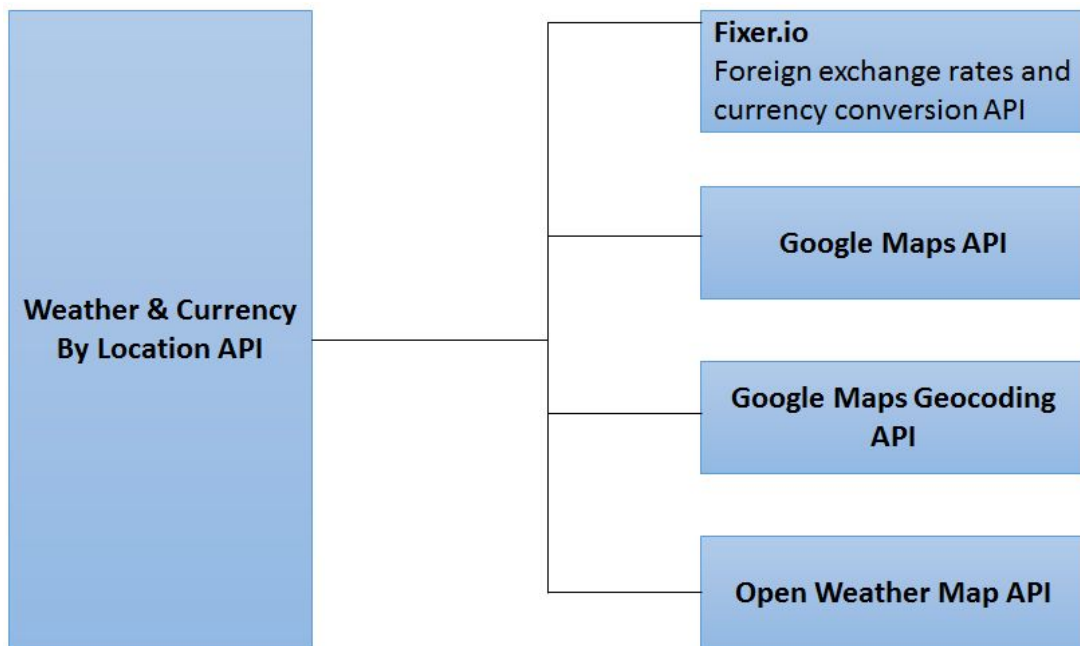 Weather & Currency
By Location API
Fixer.io
Foreign exchange rates and
currency conversion API
Google Maps API
Google Maps Geocoding
API
Open Weather Map API